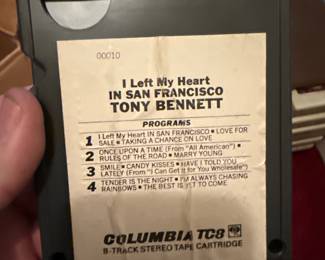 00010
I Left My Heart
IN SAN FRANCISCO
TONY BENNETT
PROGRAMS
1 I Left My Heart IN SAN FRANCISCO • LOVE FOR
SALE • TAKING A CHANCE ON LOVE
2 ONCE UPON A TIME (From "All American") •
RULES OF THE ROAD • MARRY YOUNG
3 SMILE • CANDY KISSES • HAVE I TOLD YOU
LATELY (From "I Can Get It for You Wholesale")
4 TENDER IS THE NIGHT • I'M ALWAYS CHASING
RAINBOWS • THE BEST IS YET TO COME
COLUMBIA TC8
8-TRACK STEREO TAPE CARTRIDGE